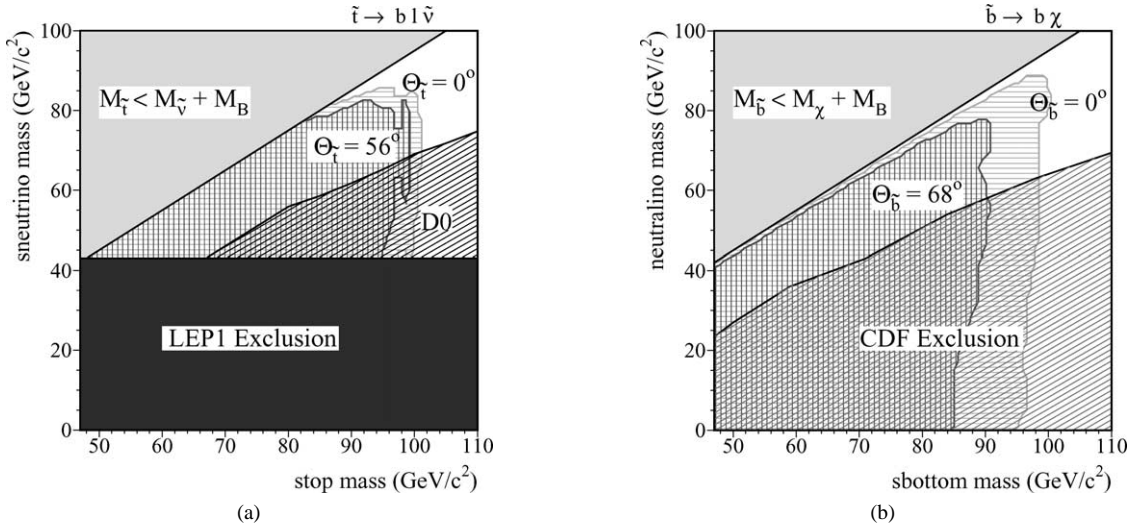 t̃ → b l ν̃
100
80
60
40
20
0
sneutrino mass (GeV/c²)
M_t̃ < M_ν̃ + M_B
Θ_t̃ = 0°
Θ_t̃ = 56°
D0
LEP1 Exclusion
50 60 70 80 90 100 110
stop mass (GeV/c²)
(a)
b̃ → b χ
100
80
60
40
20
0
neutralino mass (GeV/c²)
M_b̃ < M_χ + M_B
Θ_b̃ = 0°
Θ_b̃ = 68°
CDF Exclusion
50 60 70 80 90 100 110
sbottom mass (GeV/c²)
(b)